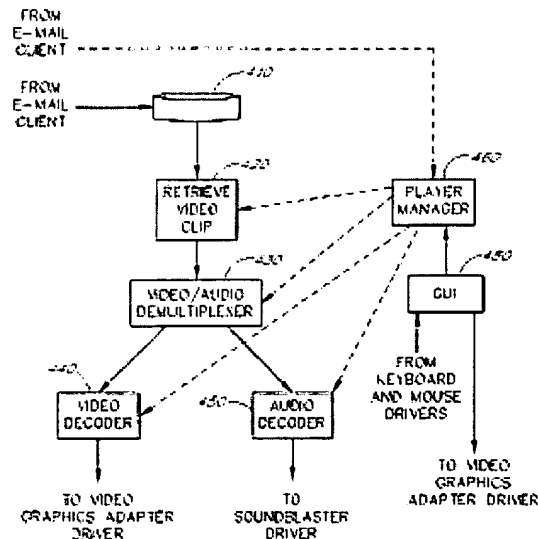 FROM
E-MAIL
CLIENT
FROM
E-MAIL
CLIENT
410
420
RETRIEVE
VIDEO
CLIP
460
PLAYER
MANAGER
430
VIDEO/AUDIO
DEMULTIPLEXER
GUI
FROM
KEYBOARD
AND MOUSE
DRIVERS
440
VIDEO
DECODER
AUDIO
DECODER
TO VIDEO
GRAPHICS ADAPTER
DRIVER
TO
SOUNDBLASTER
DRIVER
TO VIDEO
GRAPHICS
ADAPTER DRIVER